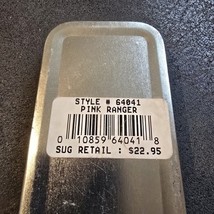 STYLE # 64041
PINK RANGER
0 10859 64041 8
SUG RETAIL : $22.95